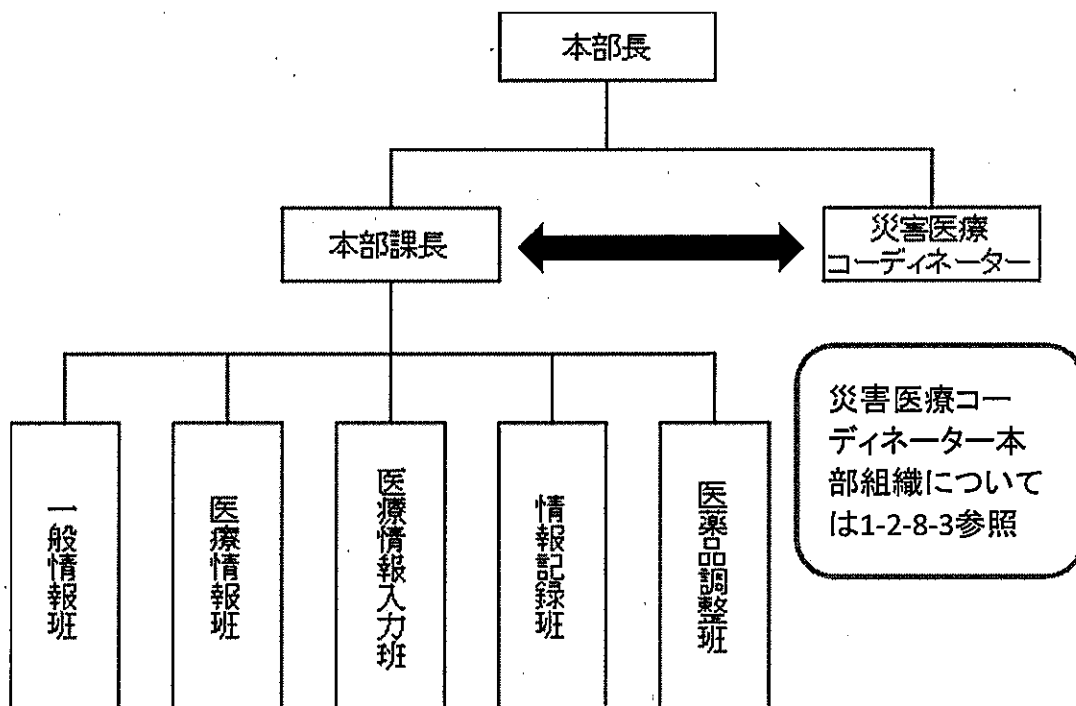 本部長
本部課長
災害医療
コーディネーター
災害医療コー
ディネーター本
部組織について
は1-2-8-3参照
一般情報班
医療情報班
医療情報入力班
情報記録班
医薬品調整班